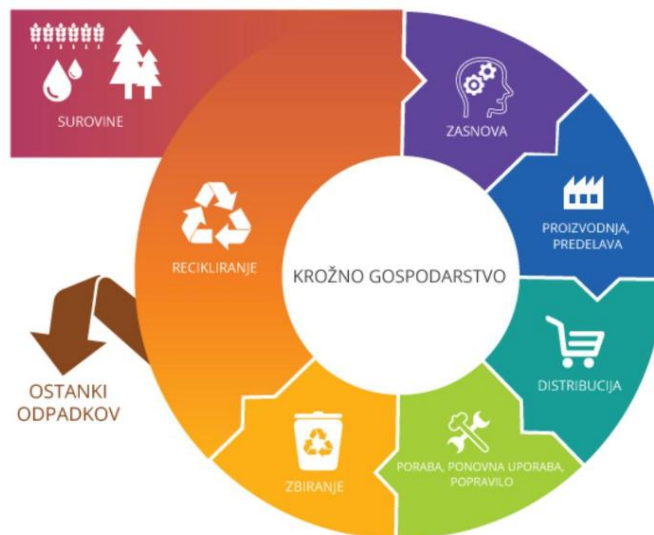 SUROVINE
ZASNOVA
PROIZVODNJA,
PREDELAVA
RECIKLIRANJE
KROŽNO GOSPODARSTVO
DISTRIBUCIJA
OSTANKI
ODPADKOV
PORABA, PONOVNA UPORABA,
POPRAVILO
ZBIRANJE